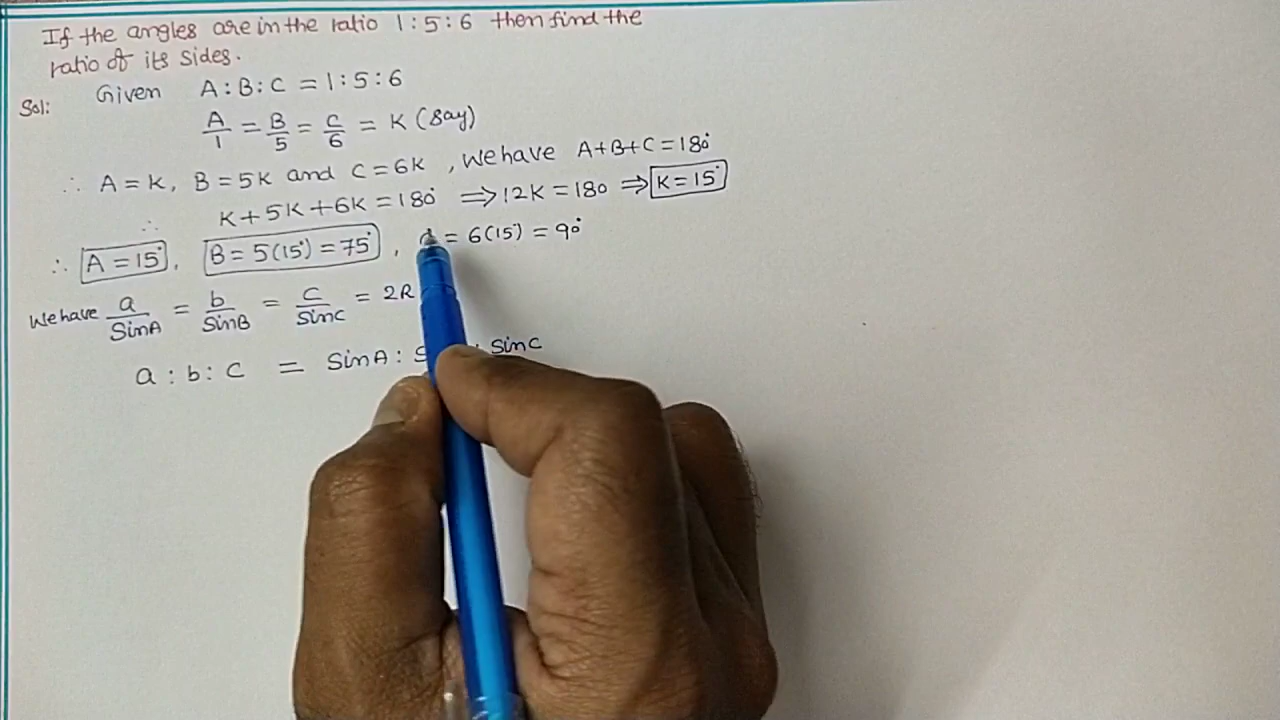 If the angles are in the ratio 1 : 5 : 6 then find the
ratio of its sides.
Sol: Given A : B : C = 1 : 5 : 6
A/1 = B/5 = C/6 = K (Say)
∴ A = K, B = 5K and C = 6K , We have A+B+C = 180°
∴ K + 5K + 6K = 180° ⟹ 12K = 180 ⟹ K = 15°
∴ A = 15°, B = 5(15°) = 75°, = 6(15°) = 90°
We have a/SinA = b/SinB = c/SinC = 2R
a : b : c = SinA : : SinC